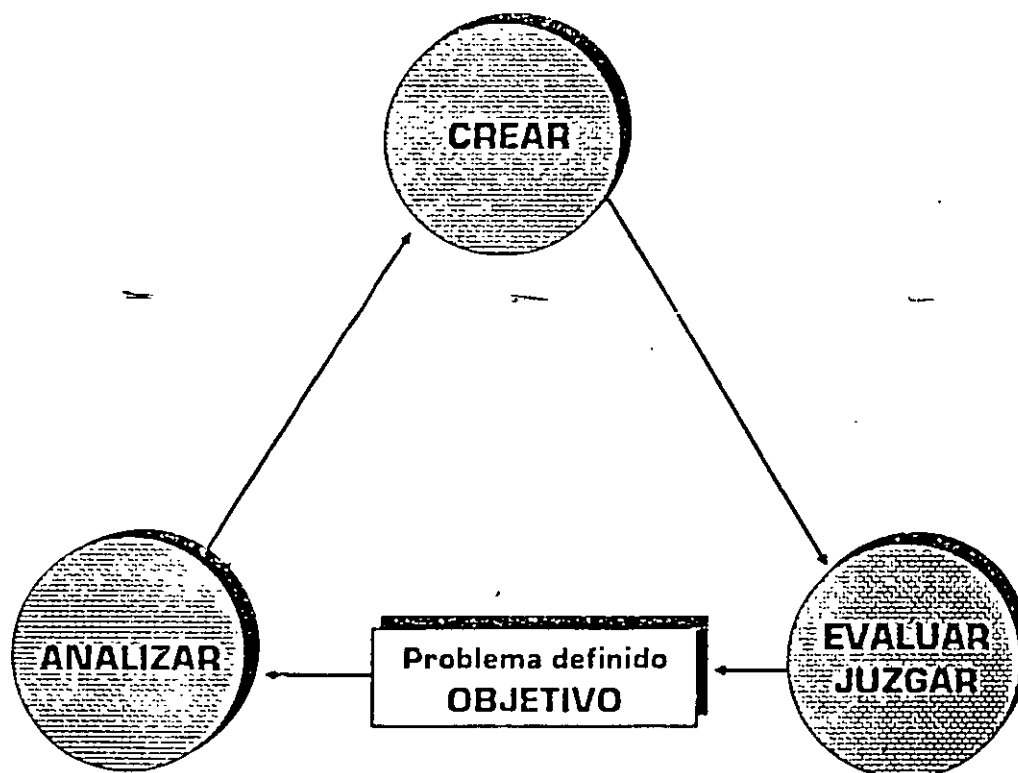 CREAR
ANALIZAR
Problema definido
OBJETIVO
EVALUAR
JUZGAR